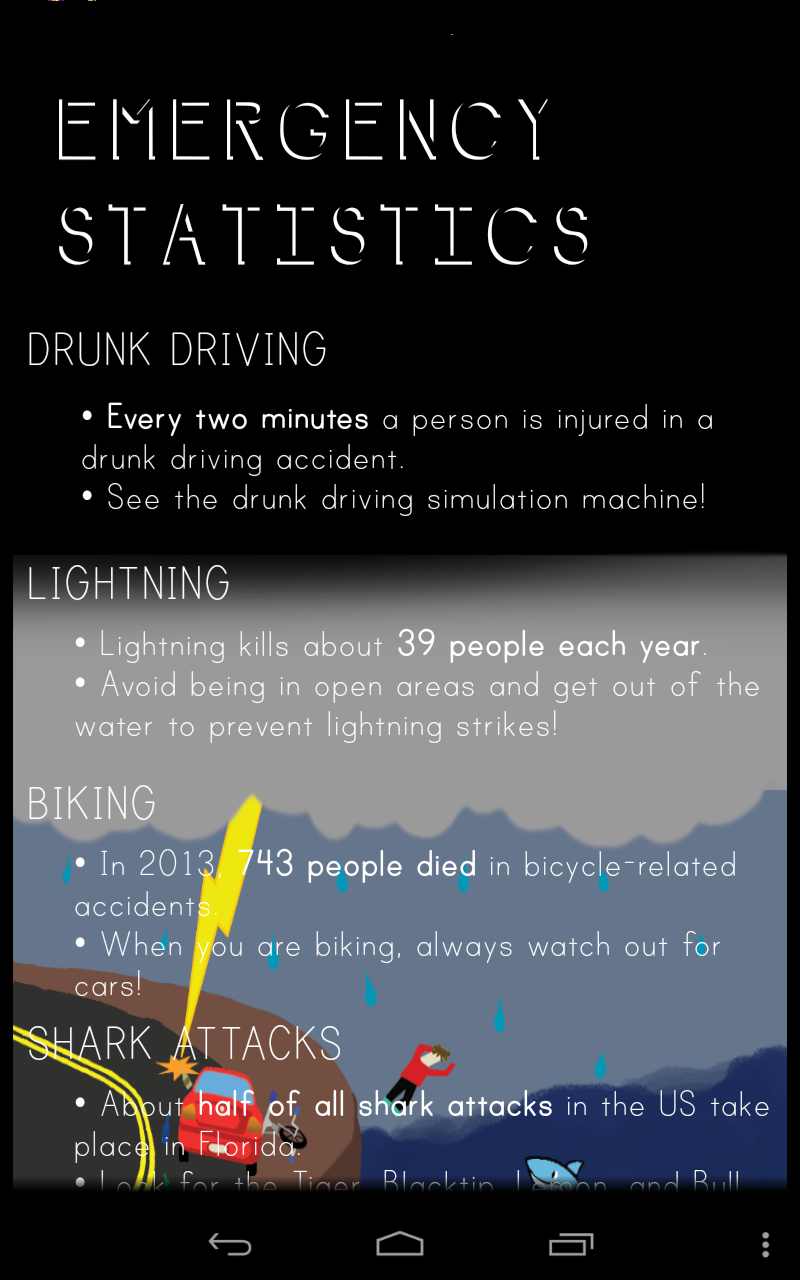 EMERGENCY
STATISTICS
DRUNK DRIVING
• Every two minutes a person is injured in a
drunk driving accident.
• See the drunk driving simulation machine!
LIGHTNING
• Lightning kills about 39 people each year.
• Avoid being in open areas and get out of the
water to prevent lightning strikes!
BIKING
• In 2013, 743 people died in bicycle-related
accidents.
• When you are biking, always watch out for
cars!
SHARK ATTACKS
• About half of all shark attacks in the US take
place in Florida.
• Look for the Tiger, Blacktip, Lemon, and Bull